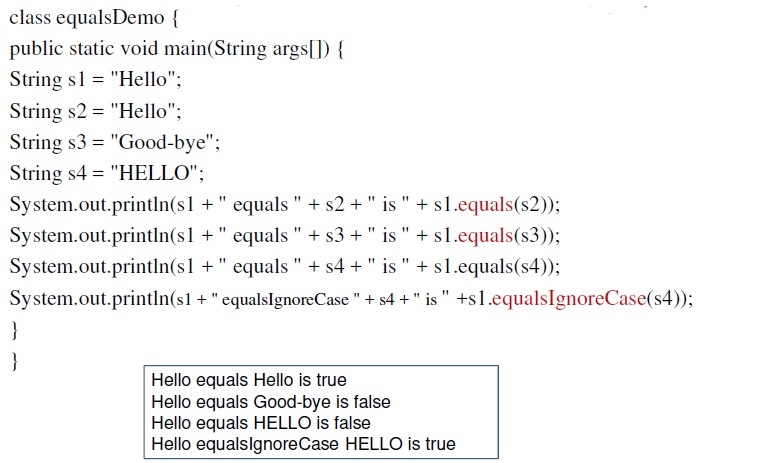 class equalsDemo {
public static void main(String args[]) {
String s1 = "Hello";
String s2 = "Hello";
String s3 = "Good-bye";
String s4 = "HELLO";
System.out.println(s1 + " equals " + s2 + " is " + s1.equals(s2));
System.out.println(s1 + " equals " + s3 + " is " + s1.equals(s3));
System.out.println(s1 + " equals " + s4 + " is " + s1.equals(s4));
System.out.println(s1 + " equalsIgnoreCase " + s4 + " is " +s1.equalsIgnoreCase(s4));
}
}
Hello equals Hello is true
Hello equals Good-bye is false
Hello equals HELLO is false
Hello equalsIgnoreCase HELLO is true